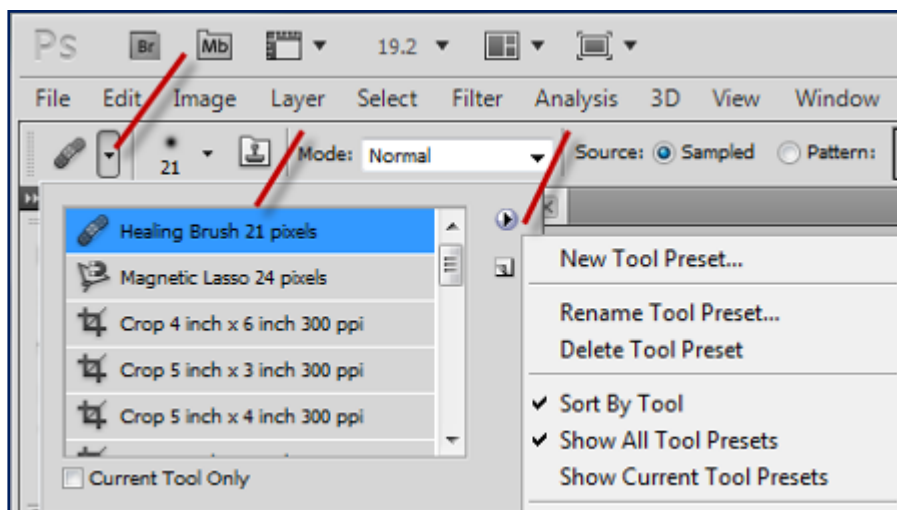 Ps Br Mb 19.2
File Edit Image Layer Select Filter Analysis 3D View Window
21 Mode: Normal Source: Sampled Pattern:
Healing Brush 21 pixels
Magnetic Lasso 24 pixels
Crop 4 inch x 6 inch 300 ppi
Crop 5 inch x 3 inch 300 ppi
Crop 5 inch x 4 inch 300 ppi
Current Tool Only
New Tool Preset...
Rename Tool Preset...
Delete Tool Preset
Sort By Tool
Show All Tool Presets
Show Current Tool Presets